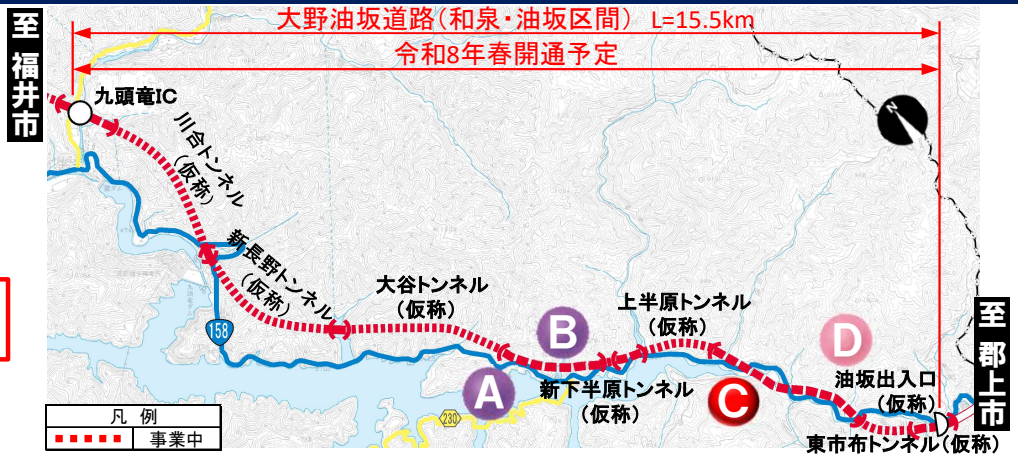 大野油坂道路(和泉・油坂区間) L=15.5km
令和8年春開通予定
至 福井市
九頭竜IC
川合トンネル
(仮称)
新長野トンネル
(仮称)
大谷トンネル
(仮称)
上半原トンネル
(仮称)
158
A
B
C
D
新下半原トンネル
(仮称)
230
油坂出入口
(仮称)
東市布トンネル(仮称)
至 郡上市
N
凡 例
事業中